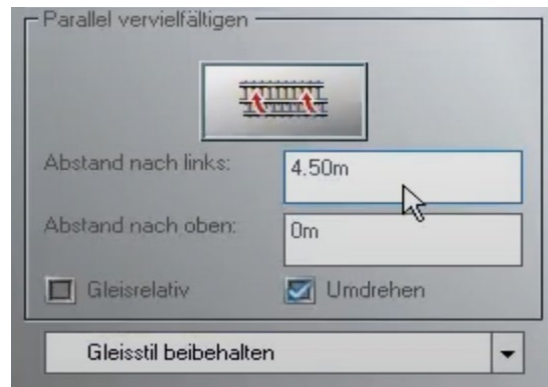 Parallel vervielfältigen
Abstand nach links: 4.50m
Abstand nach oben: 0m
Gleisrelativ Umdrehen
Gleisstil beibehalten